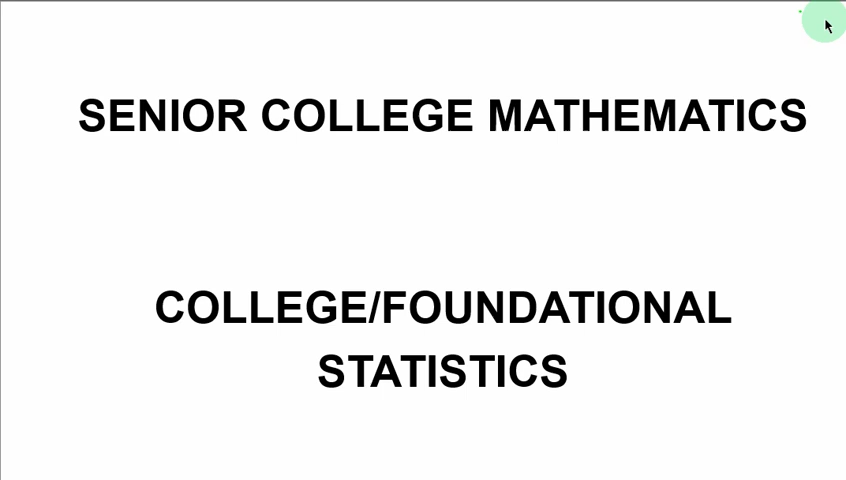 SENIOR COLLEGE MATHEMATICS
COLLEGE/FOUNDATIONAL
STATISTICS